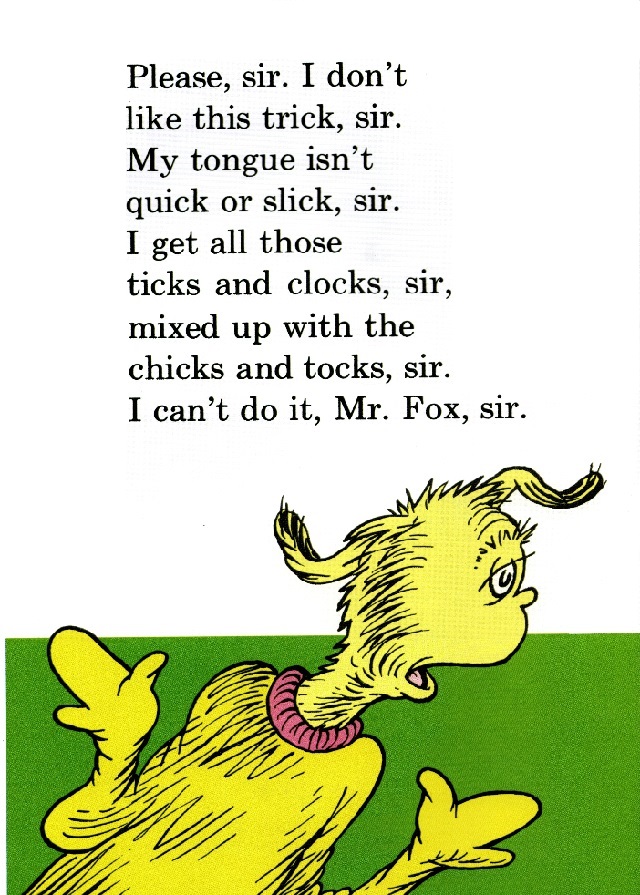 Please, sir. I don't
like this trick, sir.
My tongue isn't
quick or slick, sir.
I get all those
ticks and clocks, sir,
mixed up with the
chicks and tocks, sir.
I can't do it, Mr. Fox, sir.